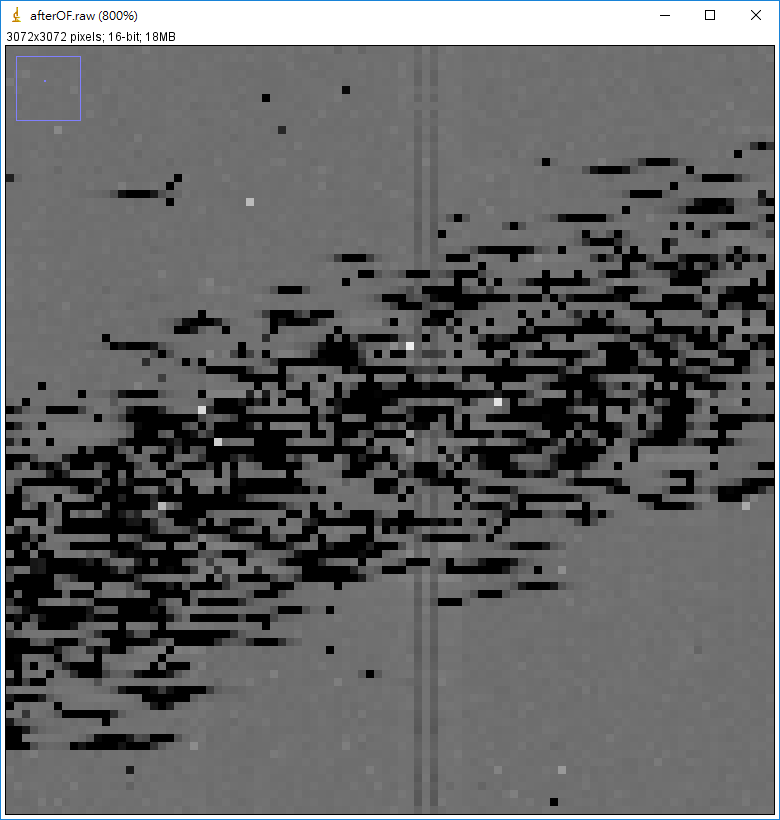 afterOF.raw (800%)
3072x3072 pixels; 16-bit; 18MB